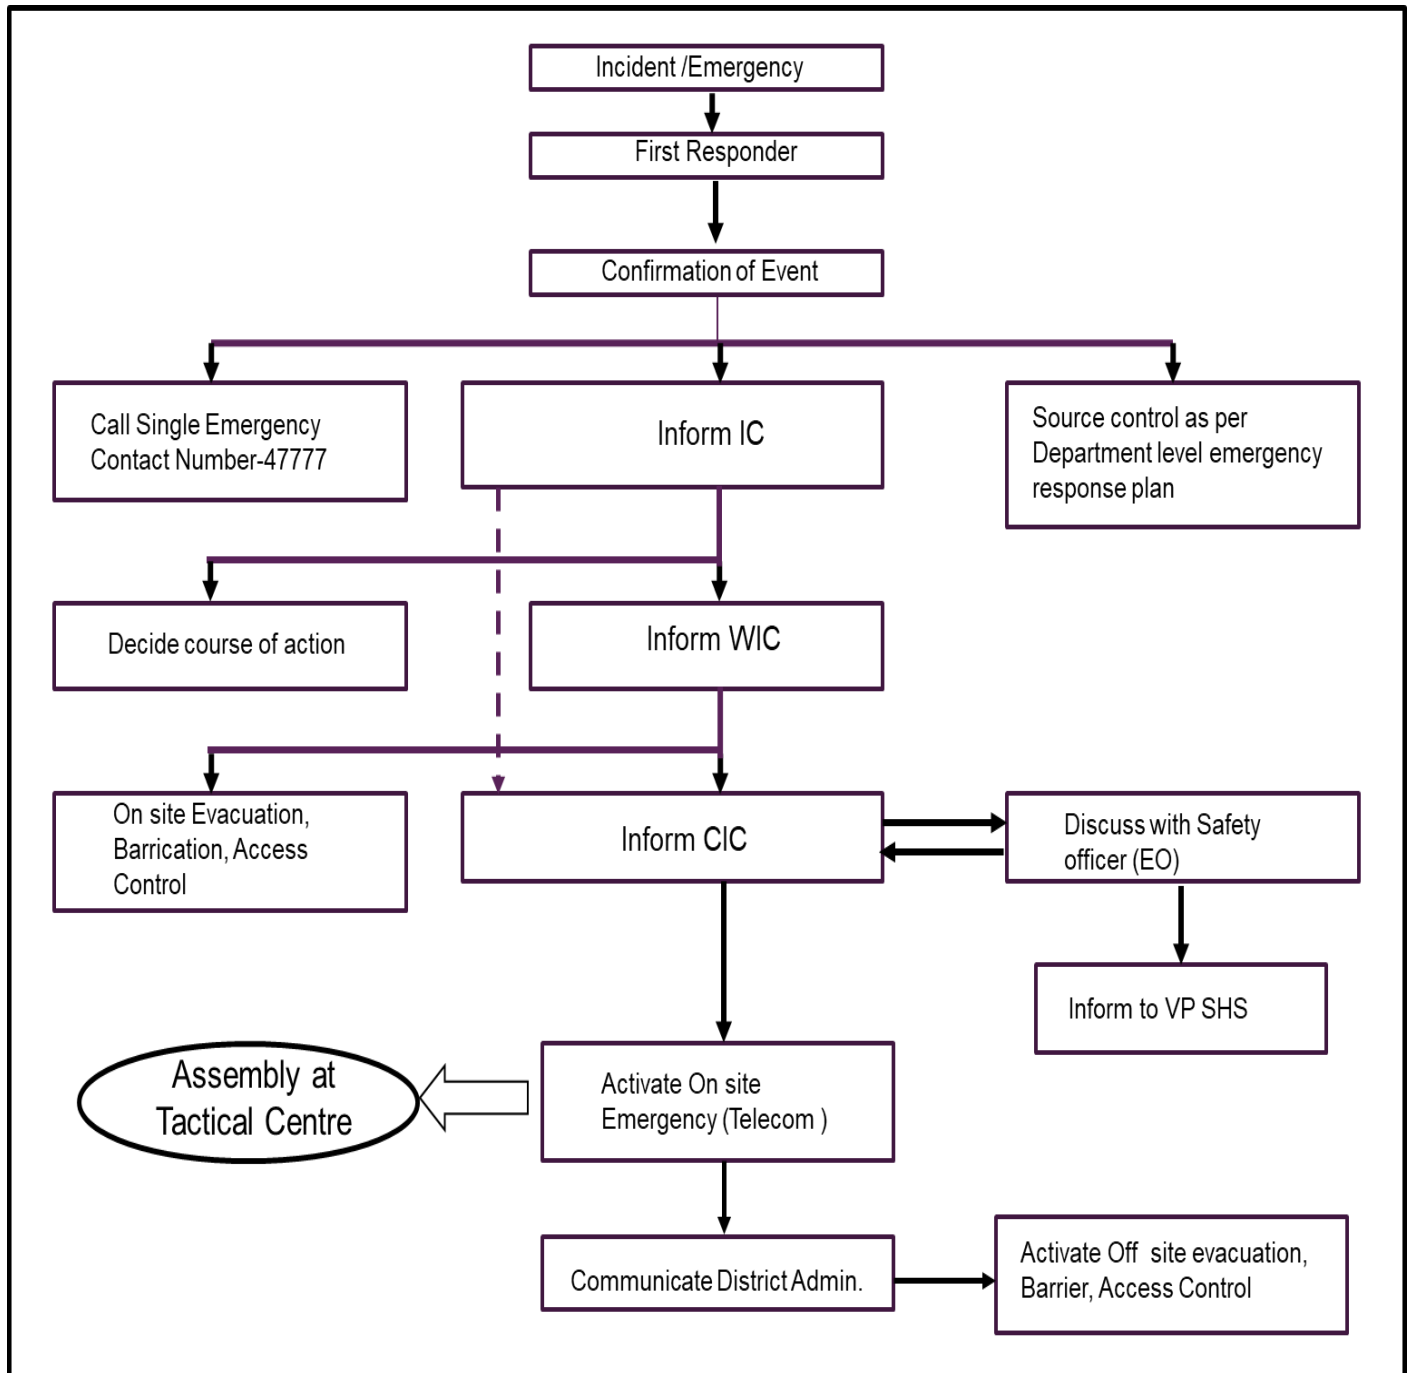 Incident /Emergency
First Responder
Confirmation of Event
Call Single Emergency
Contact Number-47777
Inform IC
Source control as per
Department level emergency
response plan
Decide course of action
Inform WIC
On site Evacuation,
Barrication, Access
Control
Inform CIC
Discuss with Safety
officer (EO)
Inform to VP SHS
Assembly at
Tactical Centre
Activate On site
Emergency (Telecom )
Communicate District Admin.
Activate Off  site evacuation,
Barrier, Access Control